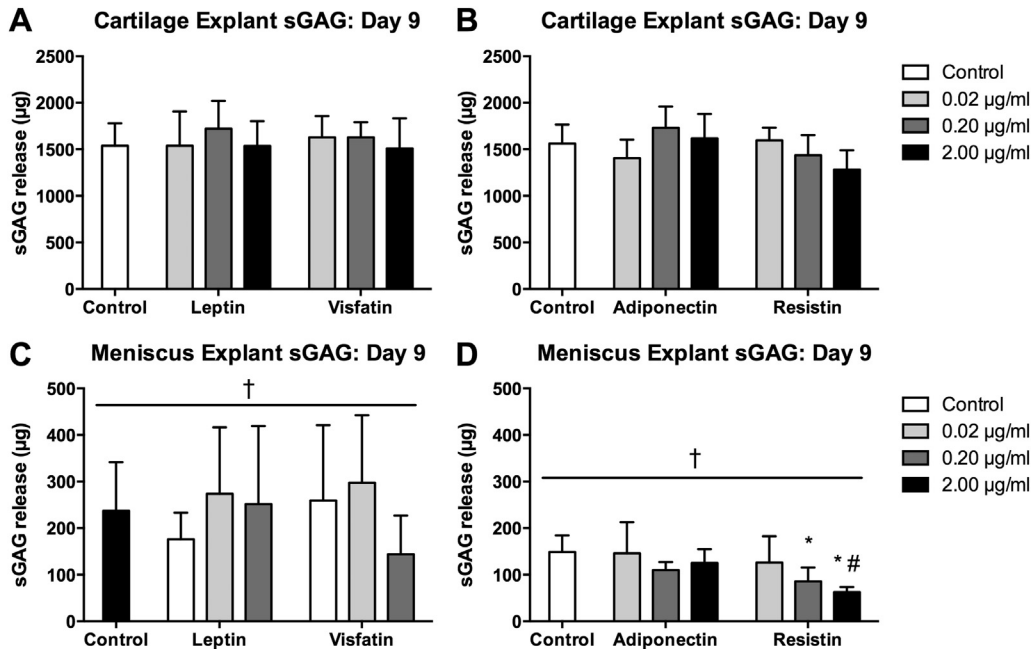 A
Cartilage Explant sGAG: Day 9
sGAG release (µg)
2500
2000
1500
1000
500
0
Control
Leptin
Visfatin
B
Cartilage Explant sGAG: Day 9
sGAG release (µg)
2500
2000
1500
1000
500
0
Control
Adiponectin
Resistin
Control
0.02 µg/ml
0.20 µg/ml
2.00 µg/ml
C
Meniscus Explant sGAG: Day 9
sGAG release (µg)
500
400
300
200
100
0
†
Control
Leptin
Visfatin
D
Meniscus Explant sGAG: Day 9
sGAG release (µg)
500
400
300
200
100
0
†
*
* #
Control
Adiponectin
Resistin
Control
0.02 µg/ml
0.20 µg/ml
2.00 µg/ml